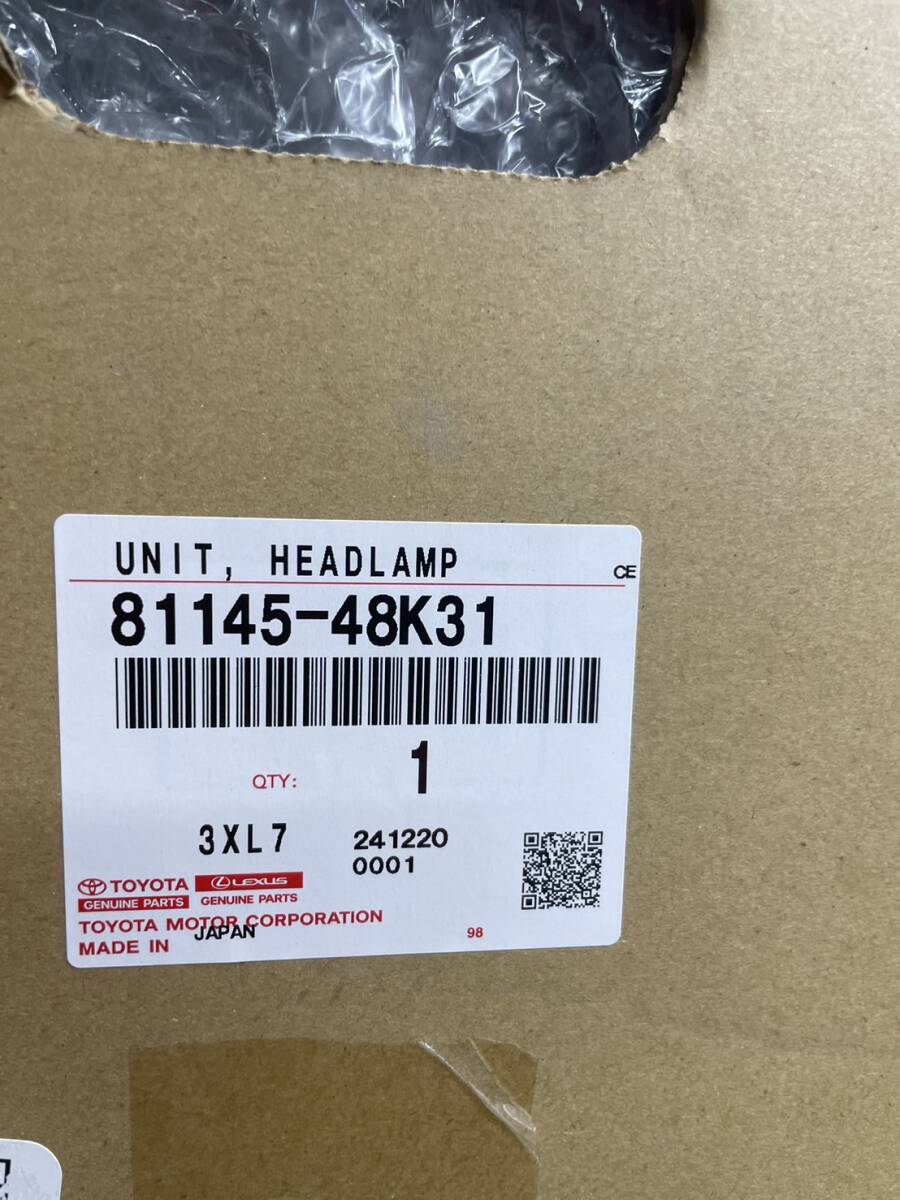 UNIT, HEADLAMP
CE
81145-48K31
QTY: 1
3XL7 241220
0001
TOYOTA LEXUS
GENUINE PARTS GENUINE PARTS
TOYOTA MOTOR CORPORATION
MADE IN JAPAN
98